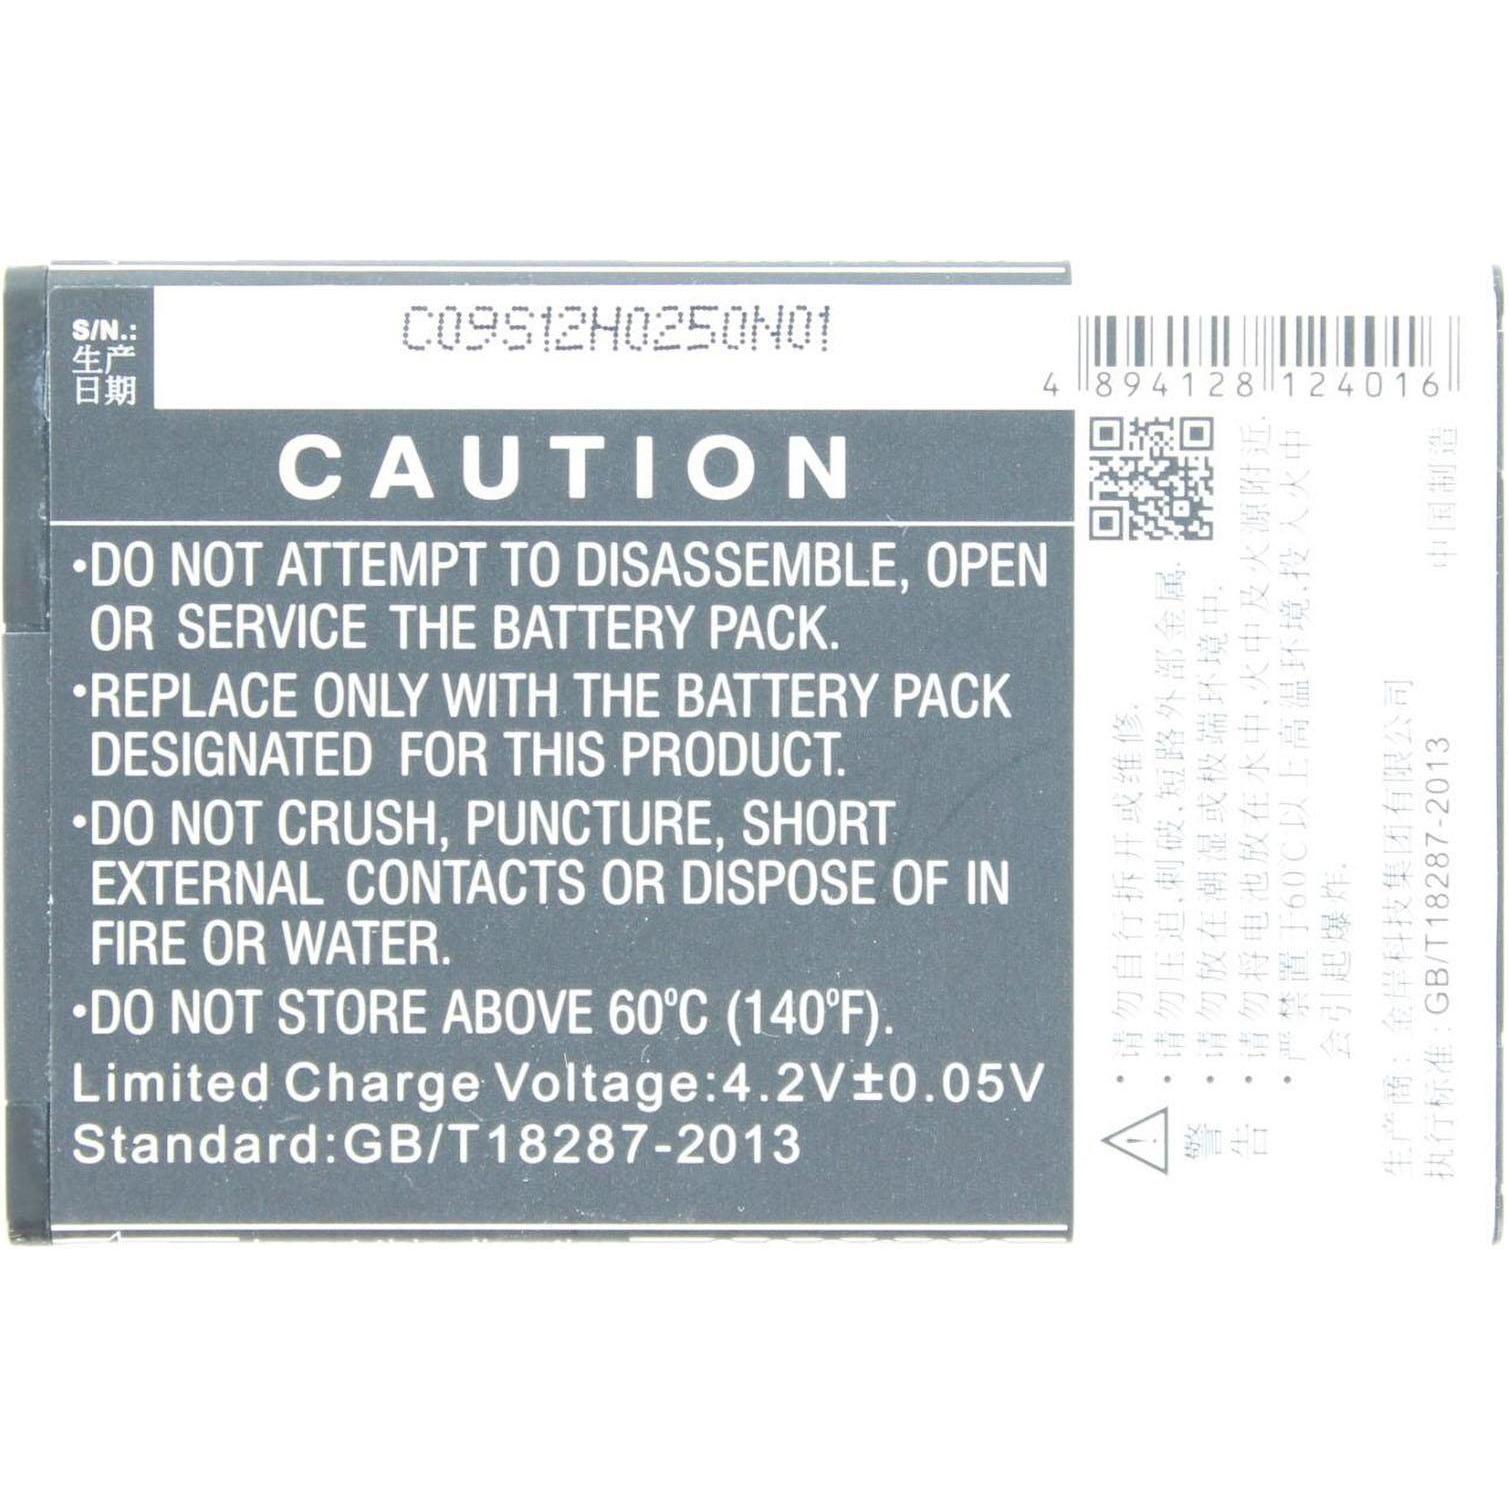 S/N.:
生产
日期
C09S12H0250N01
4 894128 124016
CAUTION
•DO NOT ATTEMPT TO DISASSEMBLE, OPEN
OR SERVICE THE BATTERY PACK.
•REPLACE ONLY WITH THE BATTERY PACK
DESIGNATED FOR THIS PRODUCT.
•DO NOT CRUSH, PUNCTURE, SHORT
EXTERNAL CONTACTS OR DISPOSE OF IN
FIRE OR WATER.
•DO NOT STORE ABOVE 60ºC (140ºF).
Limited Charge Voltage:4.2V±0.05V
Standard:GB/T18287-2013
警
告
•请勿自行拆开或维修.
•请勿压迫,刺破,短路外部金属.
•请勿放在潮湿或极端环境中.
•请勿将电池放在水中,火中及火源附近.
•严禁置于60℃以上高温环境,投入火中
会引起爆炸.
生产商:金岸科技集团有限公司
执行标准:GB/T18287-2013
中国制造